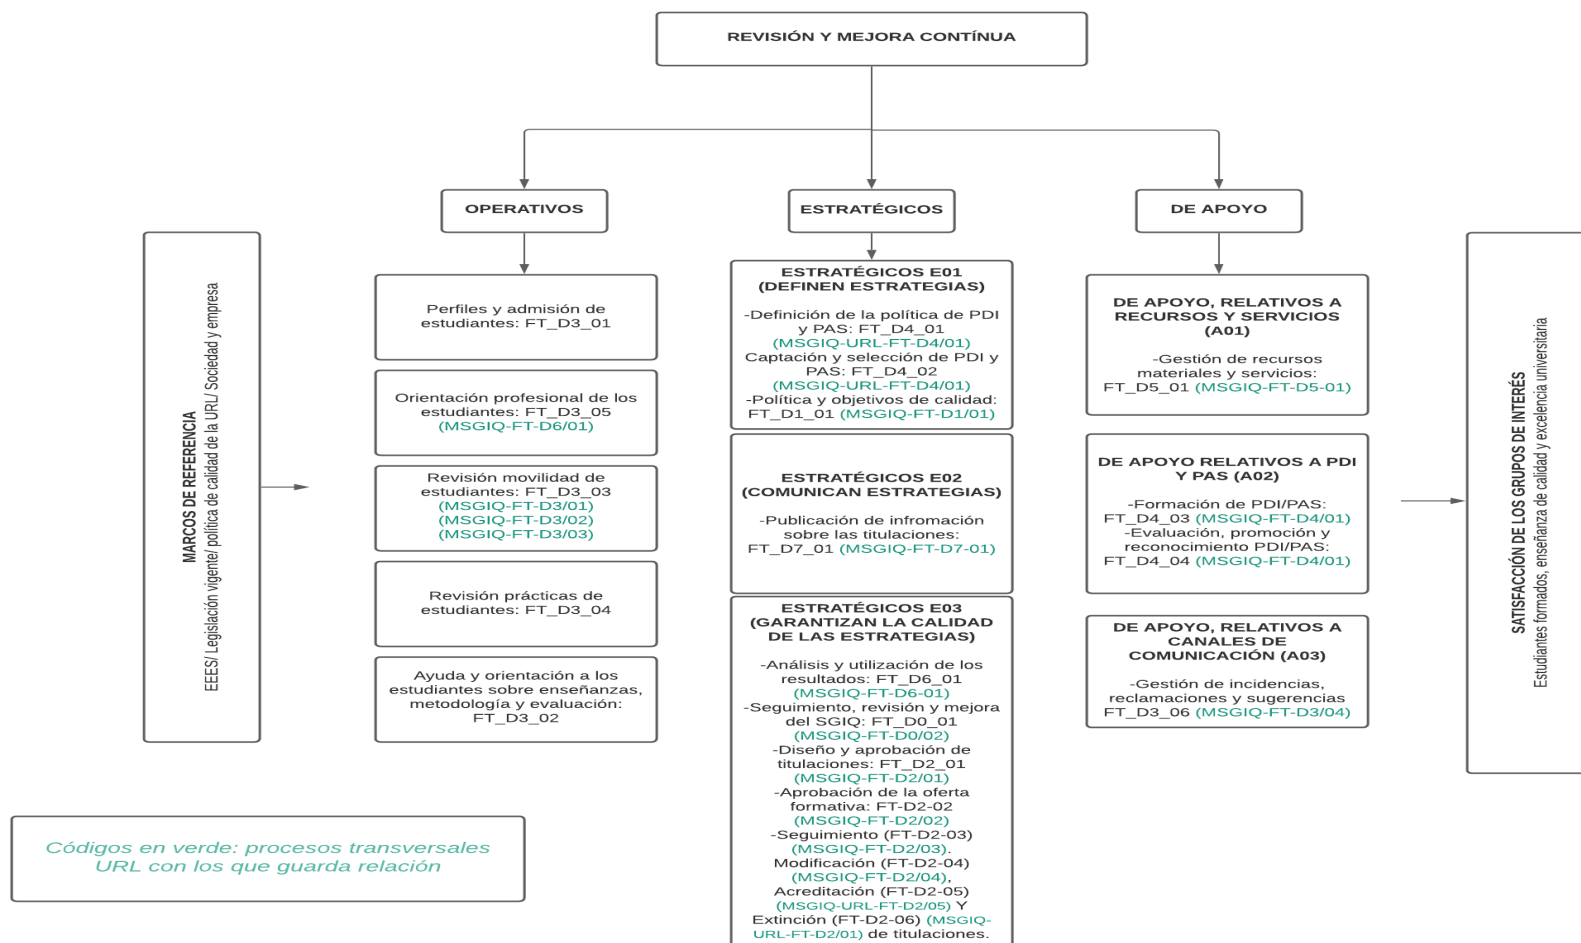 REVISIÓN Y MEJORA CONTÍNUA
OPERATIVOS
ESTRATÉGICOS
DE APOYO
MARCOS DE REFERENCIA
EEES/ Legislación vigente/ política de calidad de la URL/ Sociedad y empresa
Perfiles y admisión de
estudiantes: FT_D3_01
Orientación profesional de los
estudiantes: FT_D3_05
(MSGIQ-FT-D6/01)
Revisión movilidad de
estudiantes: FT_D3_03
(MSGIQ-FT-D3/01)
(MSGIQ-FT-D3/02)
(MSGIQ-FT-D3/03)
Revisión prácticas de
estudiantes: FT_D3_04
Ayuda y orientación a los
estudiantes sobre enseñanzas,
metodología y evaluación:
FT_D3_02
ESTRATÉGICOS E01
(DEFINEN ESTRATEGIAS)
-Definición de la política de PDI
y PAS: FT_D4_01
(MSGIQ-URL-FT-D4/01)
Captación y selección de PDI y
PAS: FT_D4_02
(MSGIQ-URL-FT-D4/01)
-Política y objetivos de calidad:
FT_D1_01 (MSGIQ-FT-D1/01)
ESTRATÉGICOS E02
(COMUNICAN ESTRATEGIAS)
-Publicación de infromación
sobre las titulaciones:
FT_D7_01 (MSGIQ-FT-D7-01)
ESTRATÉGICOS E03
(GARANTIZAN LA CALIDAD
DE LAS ESTRATEGIAS)
-Análisis y utilización de los
resultados: FT_D6_01
(MSGIQ-FT-D6-01)
-Seguimiento, revisión y mejora
del SGIQ: FT_D0_01
(MSGIQ-FT-D0/02)
-Diseño y aprobación de
titulaciones: FT_D2_01
(MSGIQ-FT-D2/01)
-Aprobación de la oferta
formativa: FT-D2-02
(MSGIQ-FT-D2/02)
-Seguimiento (FT-D2-03)
(MSGIQ-FT-D2/03).
Modificación (FT-D2-04)
(MSGIQ-FT-D2/04),
Acreditación (FT-D2-05)
(MSGIQ-URL-FT-D2/05) Y
Extinción (FT-D2-06) (MSGIQ-
URL-FT-D2/01) de titulaciones.
DE APOYO, RELATIVOS A
RECURSOS Y SERVICIOS
(A01)
-Gestión de recursos
materiales y servicios:
FT_D5_01 (MSGIQ-FT-D5-01)
DE APOYO RELATIVOS A PDI
Y PAS (A02)
-Formación de PDI/PAS:
FT_D4_03 (MSGIQ-FT-D4/01)
-Evaluación, promoción y
reconocimiento PDI/PAS:
FT_D4_04 (MSGIQ-FT-D4/01)
DE APOYO, RELATIVOS A
CANALES DE
COMUNICACIÓN (A03)
-Gestión de incidencias,
reclamaciones y sugerencias
FT_D3_06 (MSGIQ-FT-D3/04)
SATISFACCIÓN DE LOS GRUPOS DE INTERÉS
Estudiantes formados, enseñanza de calidad y excelencia universitaria
Códigos en verde: procesos transversales
URL con los que guarda relación